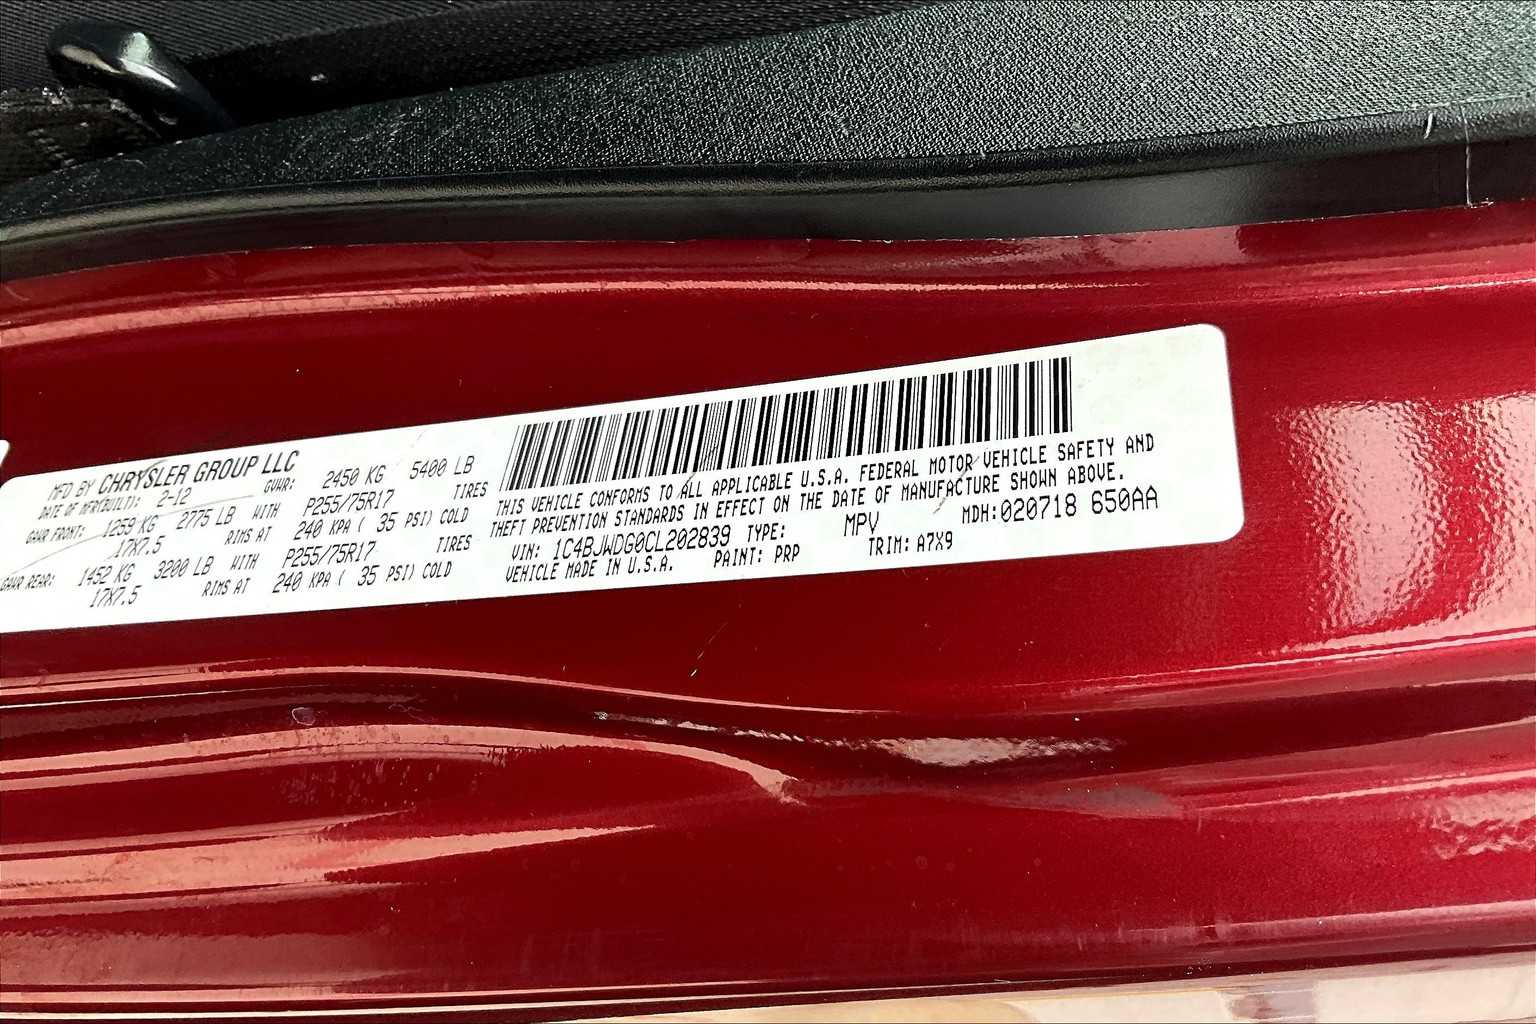 MFD BY CHRYSLER GROUP LLC
DATE OF MFR(BUILT): 2-12 GVWR: 2450 KG 5400 LB
GAWR FRONT: 1259 KG 2775 LB WITH P255/75R17 TIRES
17X7.5 RIMS AT 240 KPA ( 35 PSI) COLD
GAWR REAR: 1452 KG 3200 LB WITH P255/75R17 TIRES
17X7.5 RIMS AT 240 KPA ( 35 PSI) COLD
THIS VEHICLE CONFORMS TO ALL APPLICABLE U.S.A. FEDERAL MOTOR VEHICLE SAFETY AND
THEFT PREVENTION STANDARDS IN EFFECT ON THE DATE OF MANUFACTURE SHOWN ABOVE.
VIN: 1C4BJWDG0CL202839 TYPE: MPV MDH:020718 650AA
VEHICLE MADE IN U.S.A. PAINT: PRP TRIM: A7X9